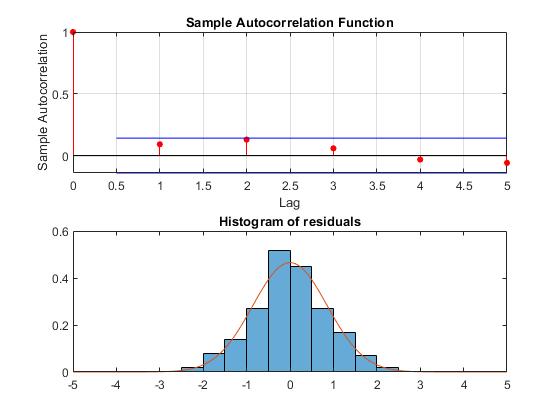 Sample Autocorrelation Function
Sample Autocorrelation
1
0.5
0
0 0.5 1 1.5 2 2.5 3 3.5 4 4.5 5
Lag
Histogram of residuals
0.6
0.4
0.2
0
-5 -4 -3 -2 -1 0 1 2 3 4 5